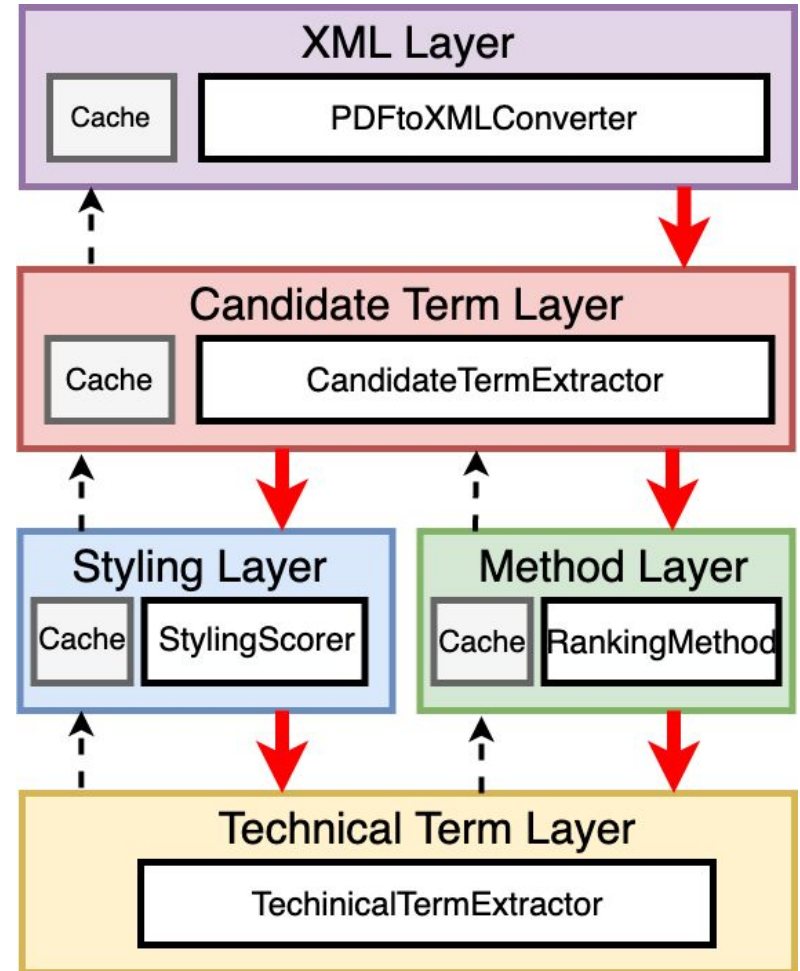 XML Layer
Cache
PDFtoXMLConverter
Candidate Term Layer
Cache
CandidateTermExtractor
Styling Layer
Cache
StylingScorer
Method Layer
Cache
RankingMethod
Technical Term Layer
TechinicalTermExtractor